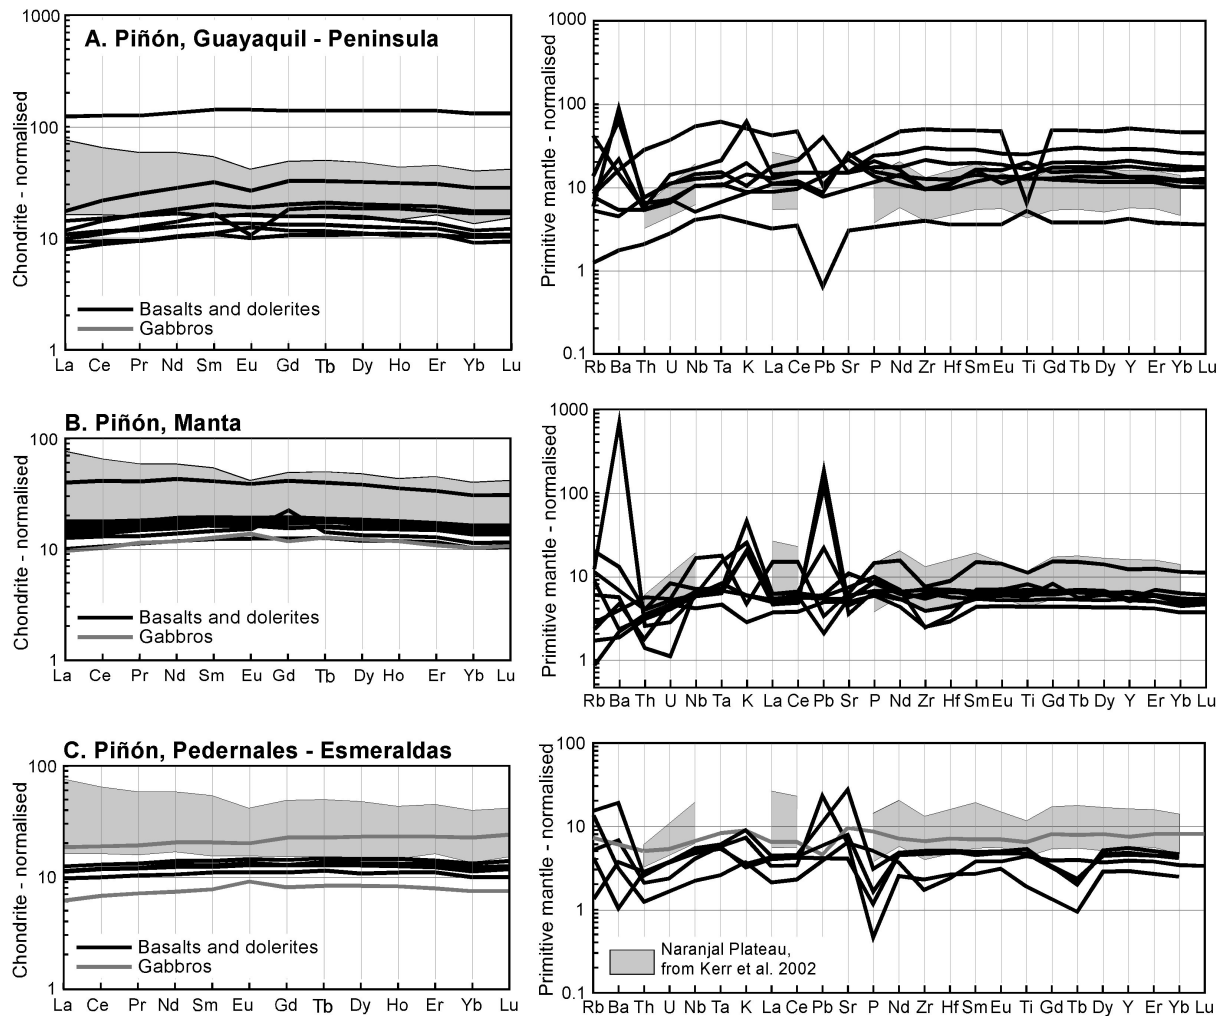 A. Piñón, Guayaquil - Peninsula
Chondrite - normalised
1000
100
10
1
Basalts and dolerites
Gabbros
La Ce Pr Nd Sm Eu Gd Tb Dy Ho Er Yb Lu
Primitive mantle - normalised
1000
100
10
1
0.1
Rb Ba Th U Nb Ta K La Ce Pb Sr P Nd Zr Hf Sm Eu Ti Gd Tb Dy Y Er Yb Lu
B. Piñón, Manta
Chondrite - normalised
100
10
1
Basalts and dolerites
Gabbros
La Ce Pr Nd Sm Eu Gd Tb Dy Ho Er Yb Lu
Primitive mantle - normalised
1000
100
10
1
Rb Ba Th U Nb Ta K La Ce Pb Sr P Nd Zr Hf Sm Eu Ti Gd Tb Dy Y Er Yb Lu
C. Piñón, Pedernales - Esmeraldas
Chondrite - normalised
100
10
1
Basalts and dolerites
Gabbros
La Ce Pr Nd Sm Eu Gd Tb Dy Ho Er Yb Lu
Primitive mantle - normalised
100
10
1
0.1
Naranjal Plateau,
from Kerr et al. 2002
Rb Ba Th U Nb Ta K La Ce Pb Sr P Nd Zr Hf Sm Eu Ti Gd Tb Dy Y Er Yb Lu